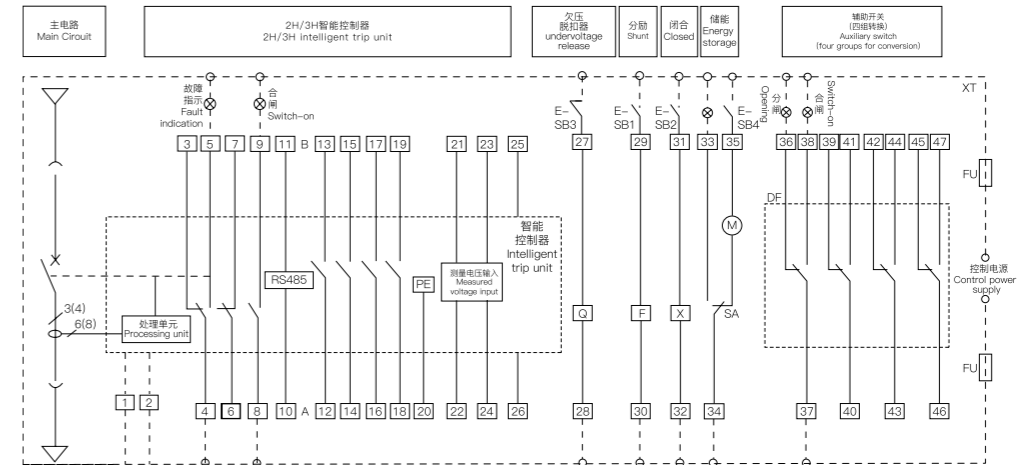 主电路
Main Cirouit
2H/3H智能控制器
2H/3H intelligent trip unit
欠压
脱扣器
undervoltage
release
分励
Shunt
闭合
Closed
储能
Energy
storage
辅助开关
(四组转换)
Auxiliary switch
(four groups for conversion)
XT
故障
指示
Fault
indication
合
闸
Switch-on
E-
SB3
E-
SB1
E-
SB2
E-
SB4
Opening
分
闸
合
闸
Switch-on
3 5 7 9 11 B 13 15 17 19 21 23 25 27 29 31 33 35 36 38 39 41 42 44 45 47
FU
DF
智能
控制器
Intelligent
trip unit
M
RS485
PE
测量电压输入
Measured
voltage input
控制电源
Control power
supply
3(4)
6(8)
处理单元
Processing unit
Q
F
X
SA
FU
1 2 4 6 8 10 A 12 14 16 18 20 22 24 26 28 30 32 34 37 40 43 46